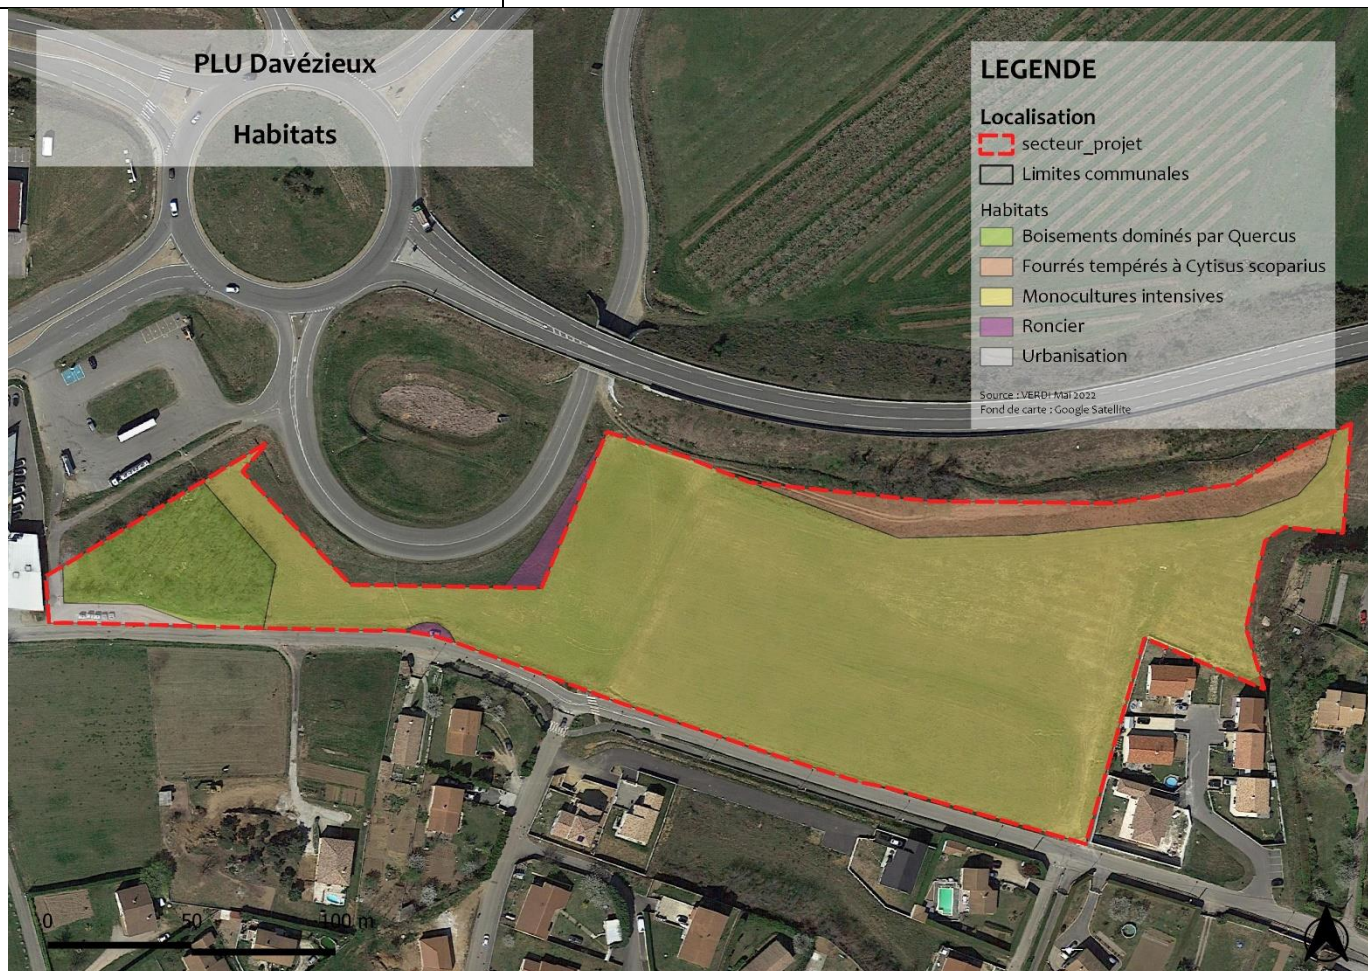 PLU Davézieux
Habitats
LEGENDE
Localisation
secteur_projet
Limites communales
Habitats
Boisements dominés par Quercus
Fourrés tempérés à Cytisus scoparius
Monocultures intensives
Roncier
Urbanisation
Source : VERDI Mai 2022
Fond de carte : Google Satellite
0 50 100 m